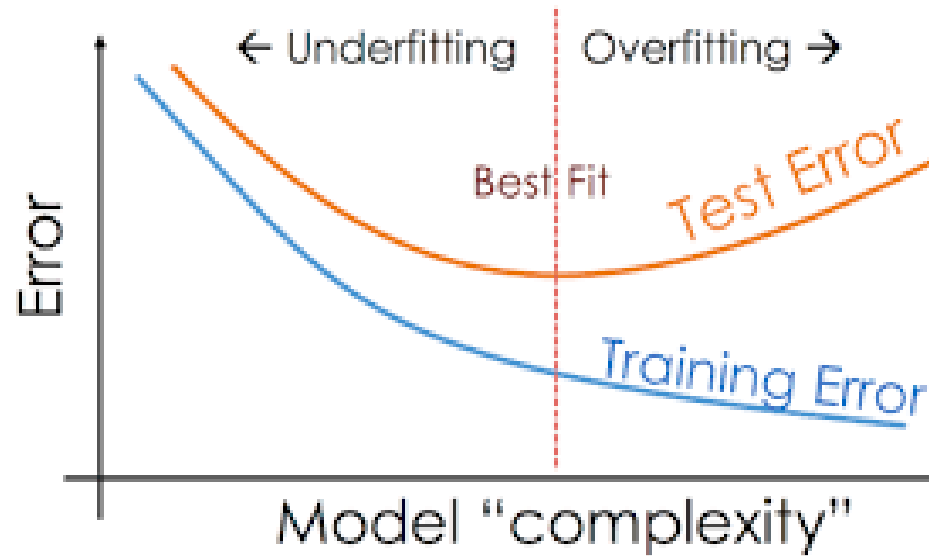 ← Underfitting Overfitting →
Best Fit
Test Error
Training Error
Error
Model “complexity”